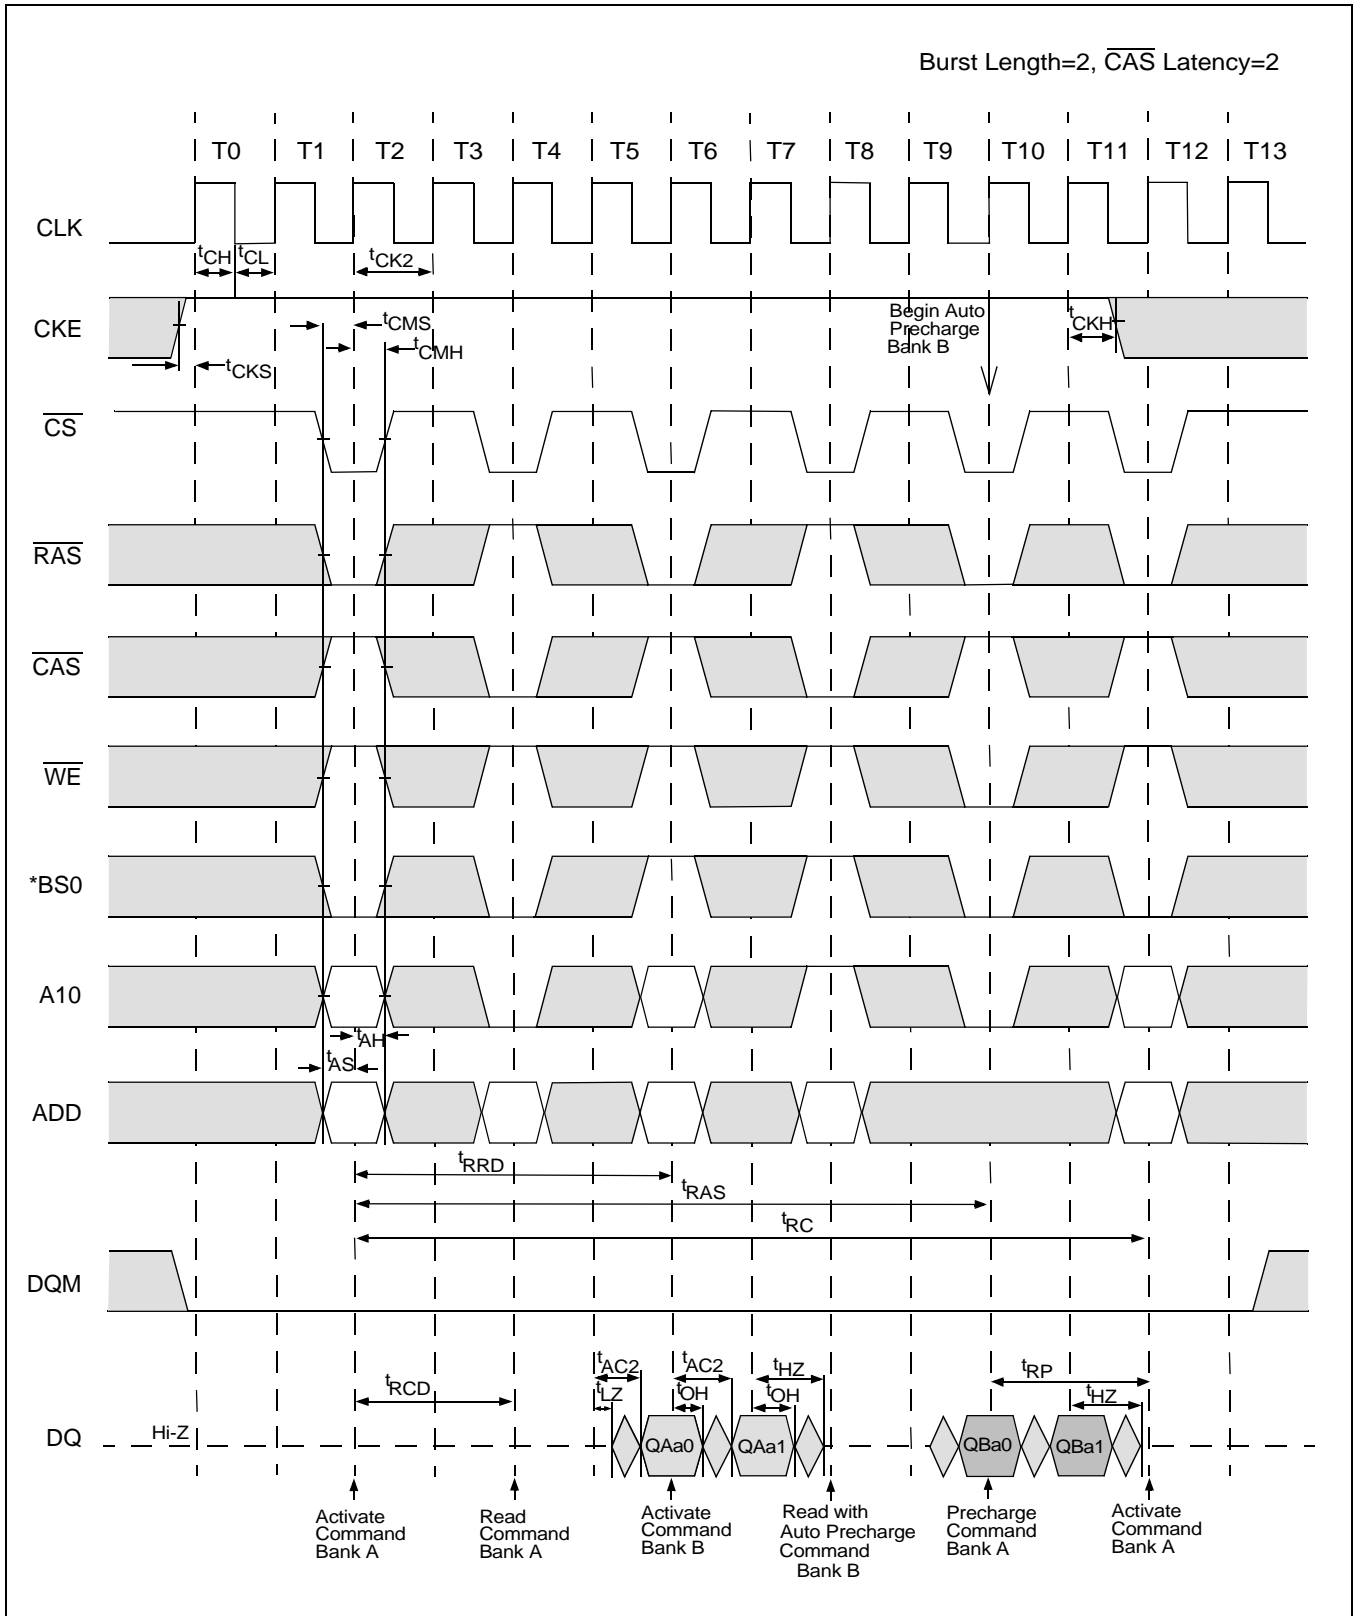 Burst Length=2, CAS Latency=2
T0 T1 T2 T3 T4 T5 T6 T7 T8 T9 T10 T11 T12 T13
CLK
tCH tCL tCK2
CKE
tCMS
tCMH
tCKS
Begin Auto
Precharge
Bank B
tCKH
CS
RAS
CAS
WE
*BS0
A10
tAH
tAS
ADD
tRRD
tRAS
tRC
DQM
tAC2 tAC2 tHZ tRP
tRCD tLZ tOH tOH tHZ
DQ
Hi-Z
QAa0 QAa1 QBa0 QBa1
Activate
Command
Bank A
Read
Command
Bank A
Activate
Command
Bank B
Read with
Auto Precharge
Command
Bank B
Precharge
Command
Bank A
Activate
Command
Bank A